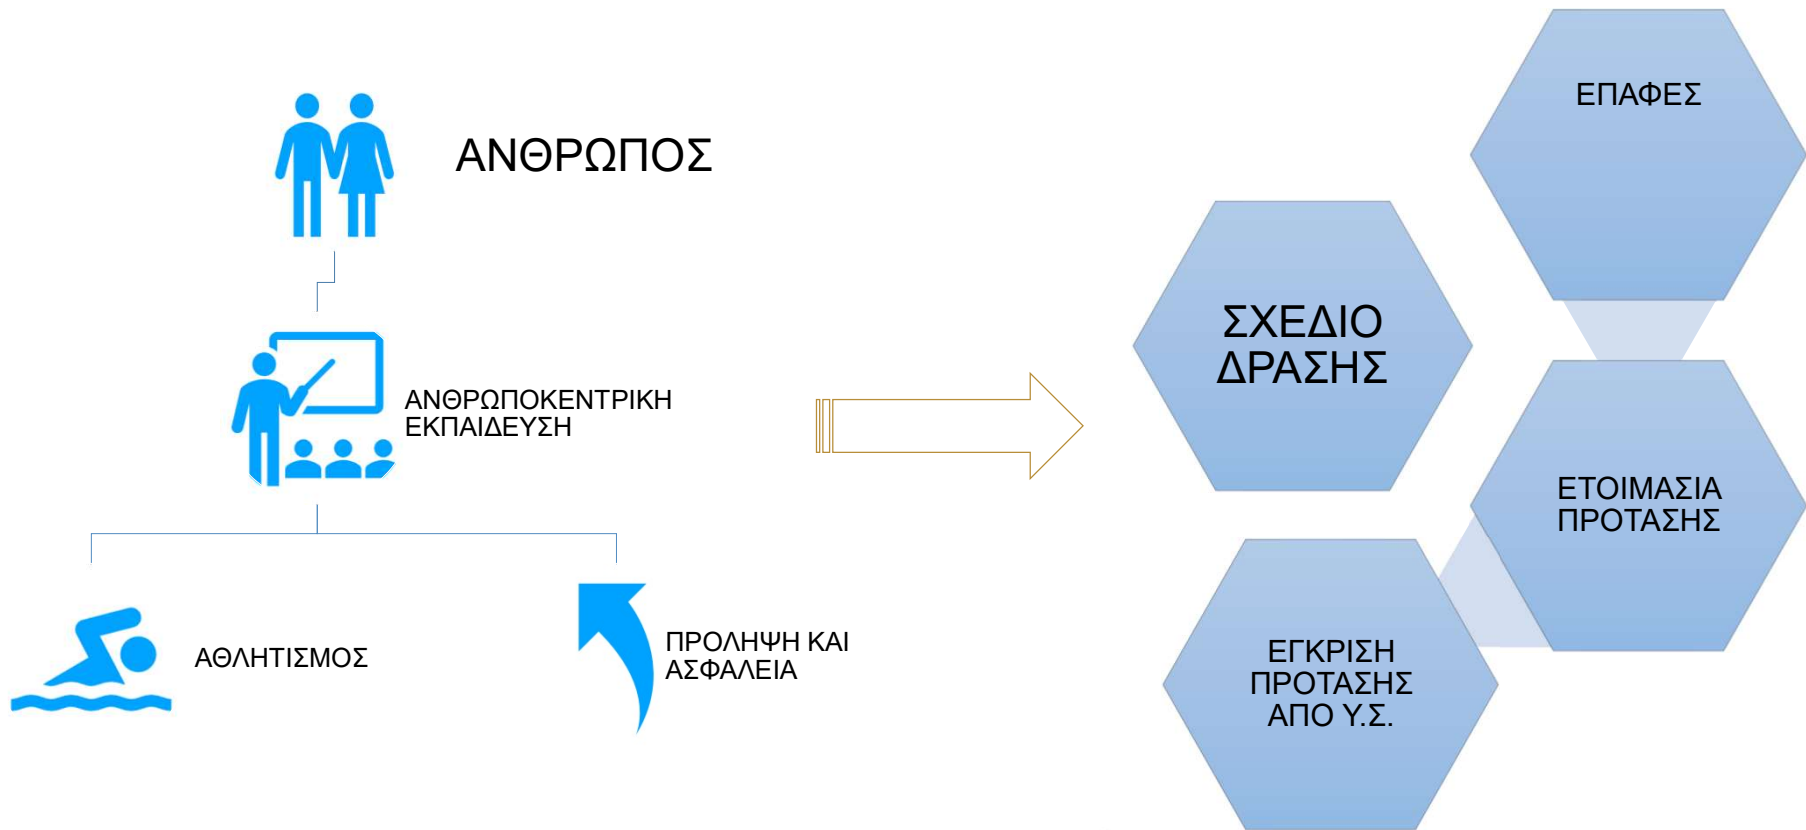 ΑΝΘΡΩΠΟΣ
ΑΝΘΡΩΠΟΚΕΝΤΡΙΚΗ
ΕΚΠΑΙΔΕΥΣΗ
ΑΘΛΗΤΙΣΜΟΣ
ΠΡΟΛΗΨΗ ΚΑΙ
ΑΣΦΑΛΕΙΑ
ΣΧΕΔΙΟ
ΔΡΑΣΗΣ
ΕΠΑΦΕΣ
ΕΤΟΙΜΑΣΙΑ
ΠΡΟΤΑΣΗΣ
ΕΓΚΡΙΣΗ
ΠΡΟΤΑΣΗΣ
ΑΠΟ Υ.Σ.